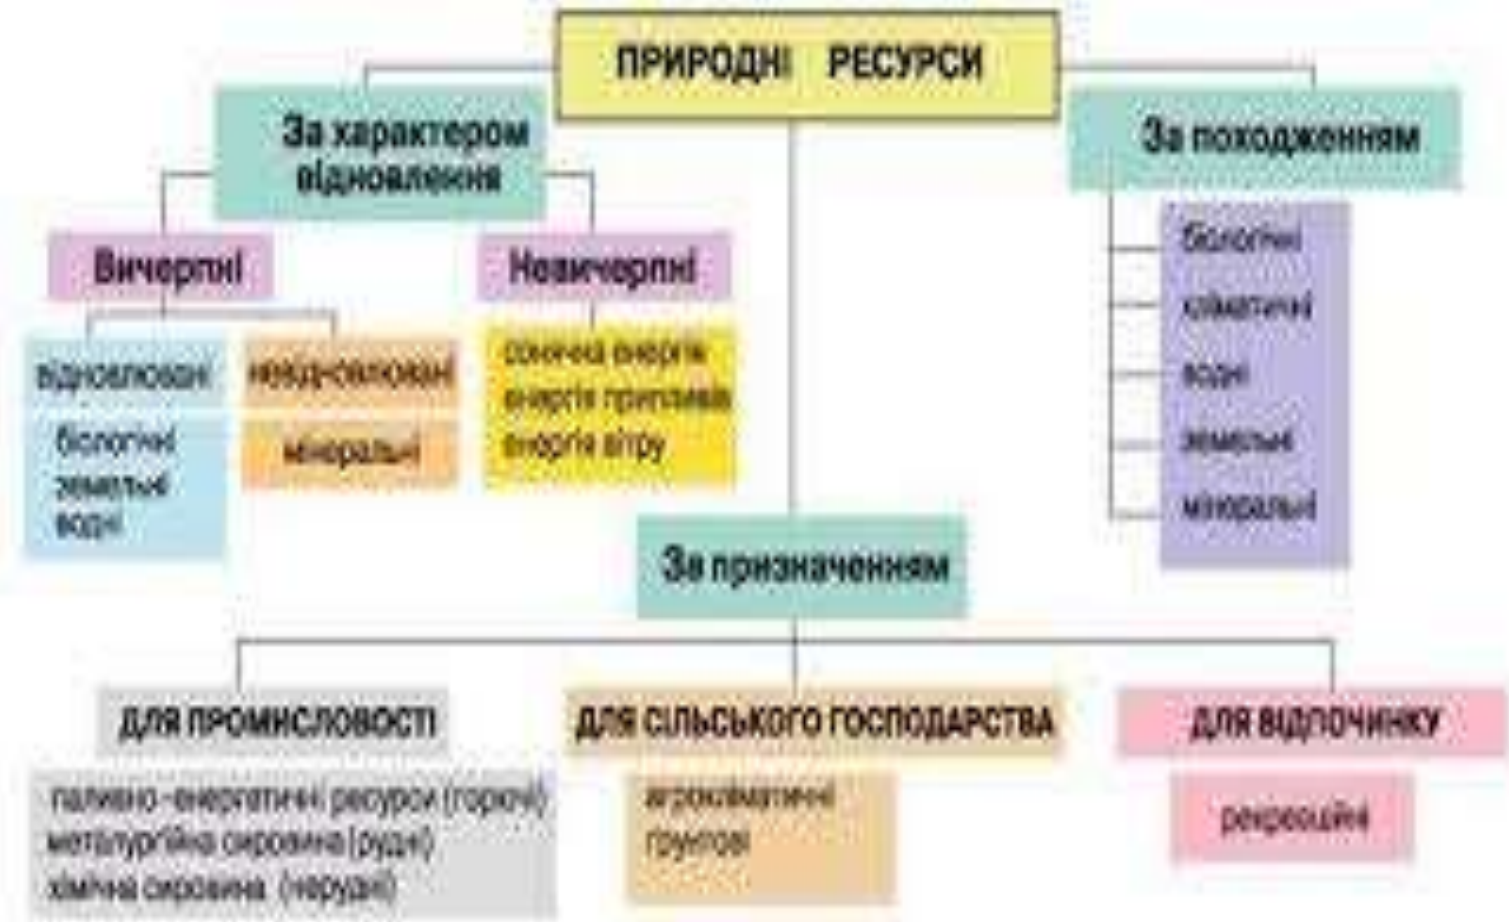 ПРИРОДНІ РЕСУРСИ
За характером
відновлення
Вичерпні
відновлювані
біологічні
земельні
водні
невідновлювані
мінеральні
Невичерпні
сонячна енергія
енергія припливів
енергія вітру
За походженням
біологічні
кліматичні
водні
земельні
мінеральні
За призначенням
ДЛЯ ПРОМИСЛОВОСТІ
паливно-енергетичні ресурси (горючі)
металургійна сировина (рудні)
хімічна сировина (нерудні)
ДЛЯ СІЛЬСЬКОГО ГОСПОДАРСТВА
агрокліматичні
ґрунтові
ДЛЯ ВІДПОЧИНКУ
рекреаційні